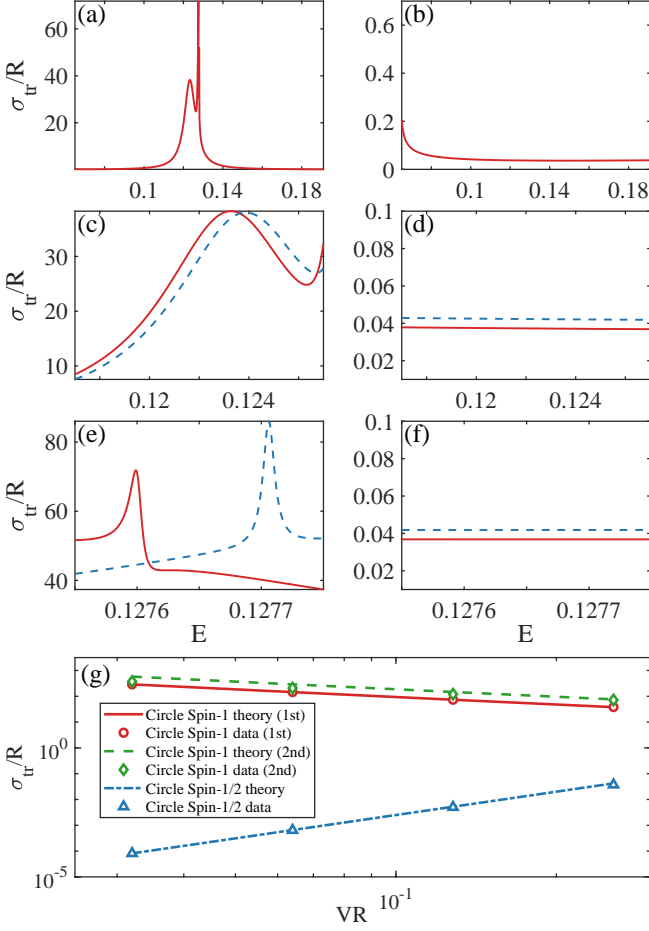 (a)
60
40
20
σtr/R
0.1 0.14 0.18
(b)
0.6
0.4
0.2
0
0.1 0.14 0.18
(c)
30
20
10
σtr/R
0.12 0.124
(d)
0.1
0.08
0.06
0.04
0.02
0.12 0.124
(e)
80
60
40
σtr/R
0.1276 0.1277
E
(f)
0.1
0.08
0.06
0.04
0.02
0.1276 0.1277
E
(g)
Circle Spin-1 theory (1st)
Circle Spin-1 data (1st)
Circle Spin-1 theory (2nd)
Circle Spin-1 data (2nd)
Circle Spin-1/2 theory
Circle Spin-1/2 data
10^0
10^-5
σtr/R
10^-1
VR